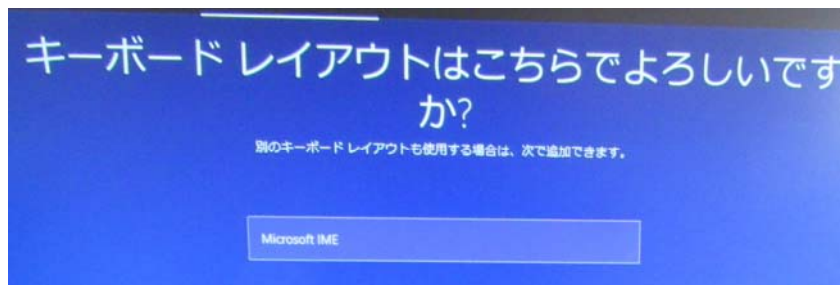 キーボード レイアウトはこちらでよろしいです
か?
別のキーボード レイアウトも使用する場合は、次で追加できます。
Microsoft IME